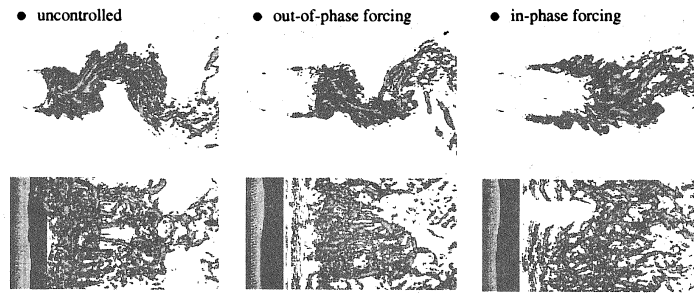 ● uncontrolled
● out-of-phase forcing
● in-phase forcing